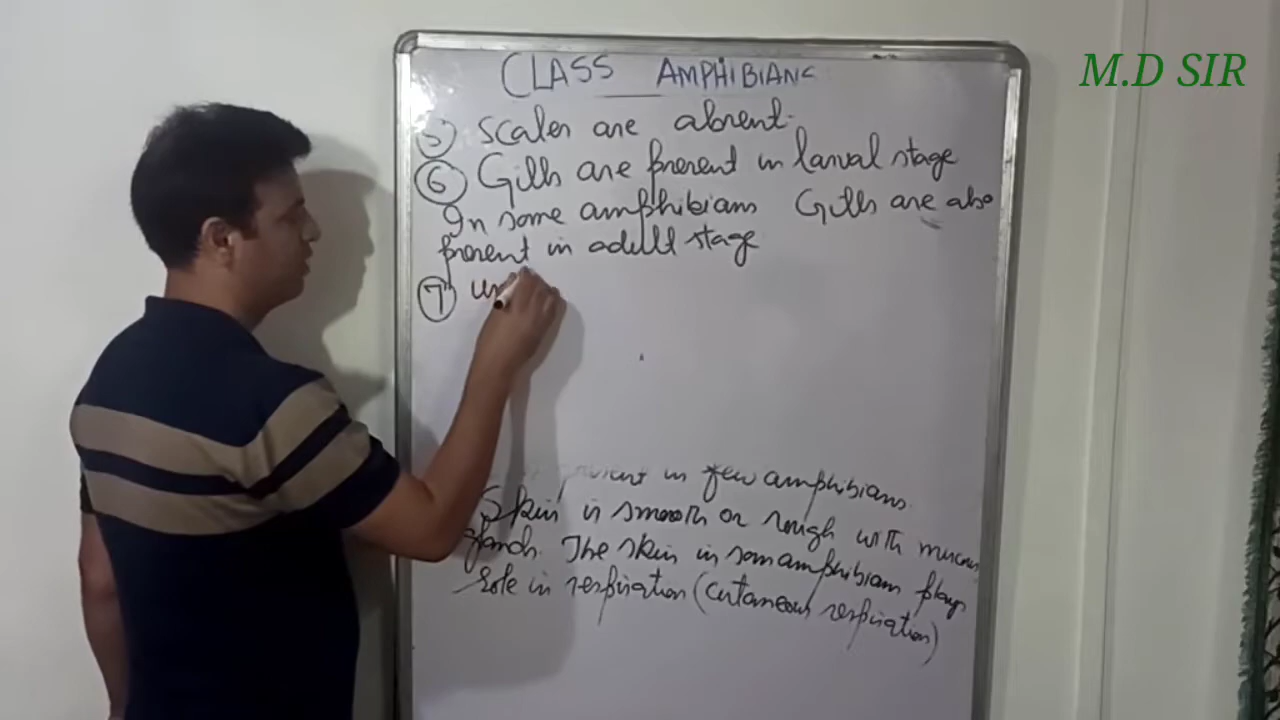 CLASS AMPHIBIANS
M.D SIR
5) Scales are absent.
6 Gills are present in larval stage
In some amphibians Gills are also
present in adult stage
7
present in few amphibians.
Skin is smooth or rough with mucous
glands. The skin in som amphibian plays
role in respiration (cutaneous respiration)